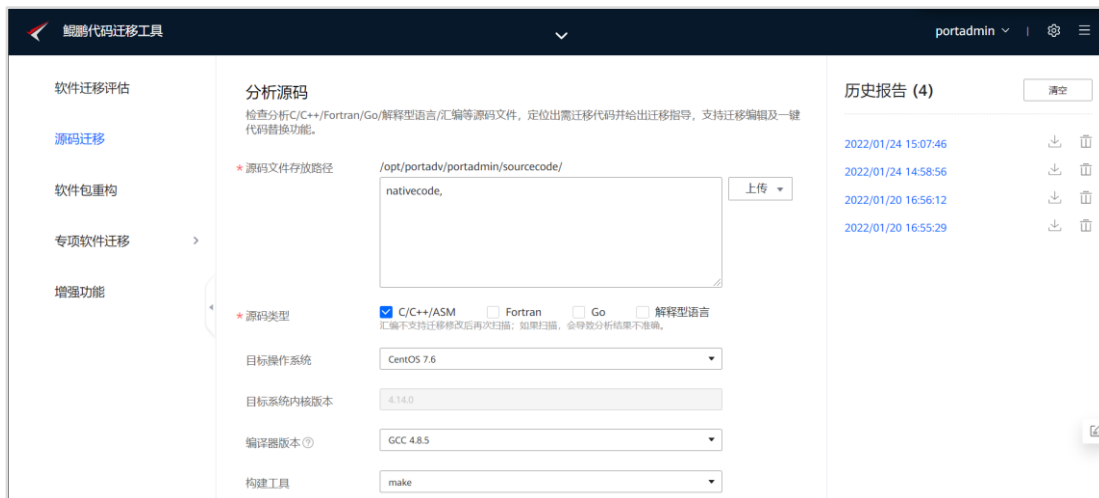 鲲鹏代码迁移工具
portadmin
软件迁移评估
源码迁移
软件包重构
专项软件迁移
增强功能
分析源码
检查分析C/C++/Fortran/Go/解释型语言/汇编等源码文件，定位出需迁移代码并给出迁移指导，支持迁移编辑及一键
代码替换功能。
*源码文件存放路径
/opt/portadv/portadmin/sourcecode/
nativecode,
上传
*源码类型
C/C++/ASM Fortran Go 解释型语言
汇编不支持迁移修改后再次扫描；如果扫描，会导致分析结果不准确。
目标操作系统
CentOS 7.6
目标系统内核版本
4.14.0
编译器版本
GCC 4.8.5
构建工具
make
历史报告 (4)
清空
2022/01/24 15:07:46
2022/01/24 14:58:56
2022/01/20 16:56:12
2022/01/20 16:55:29